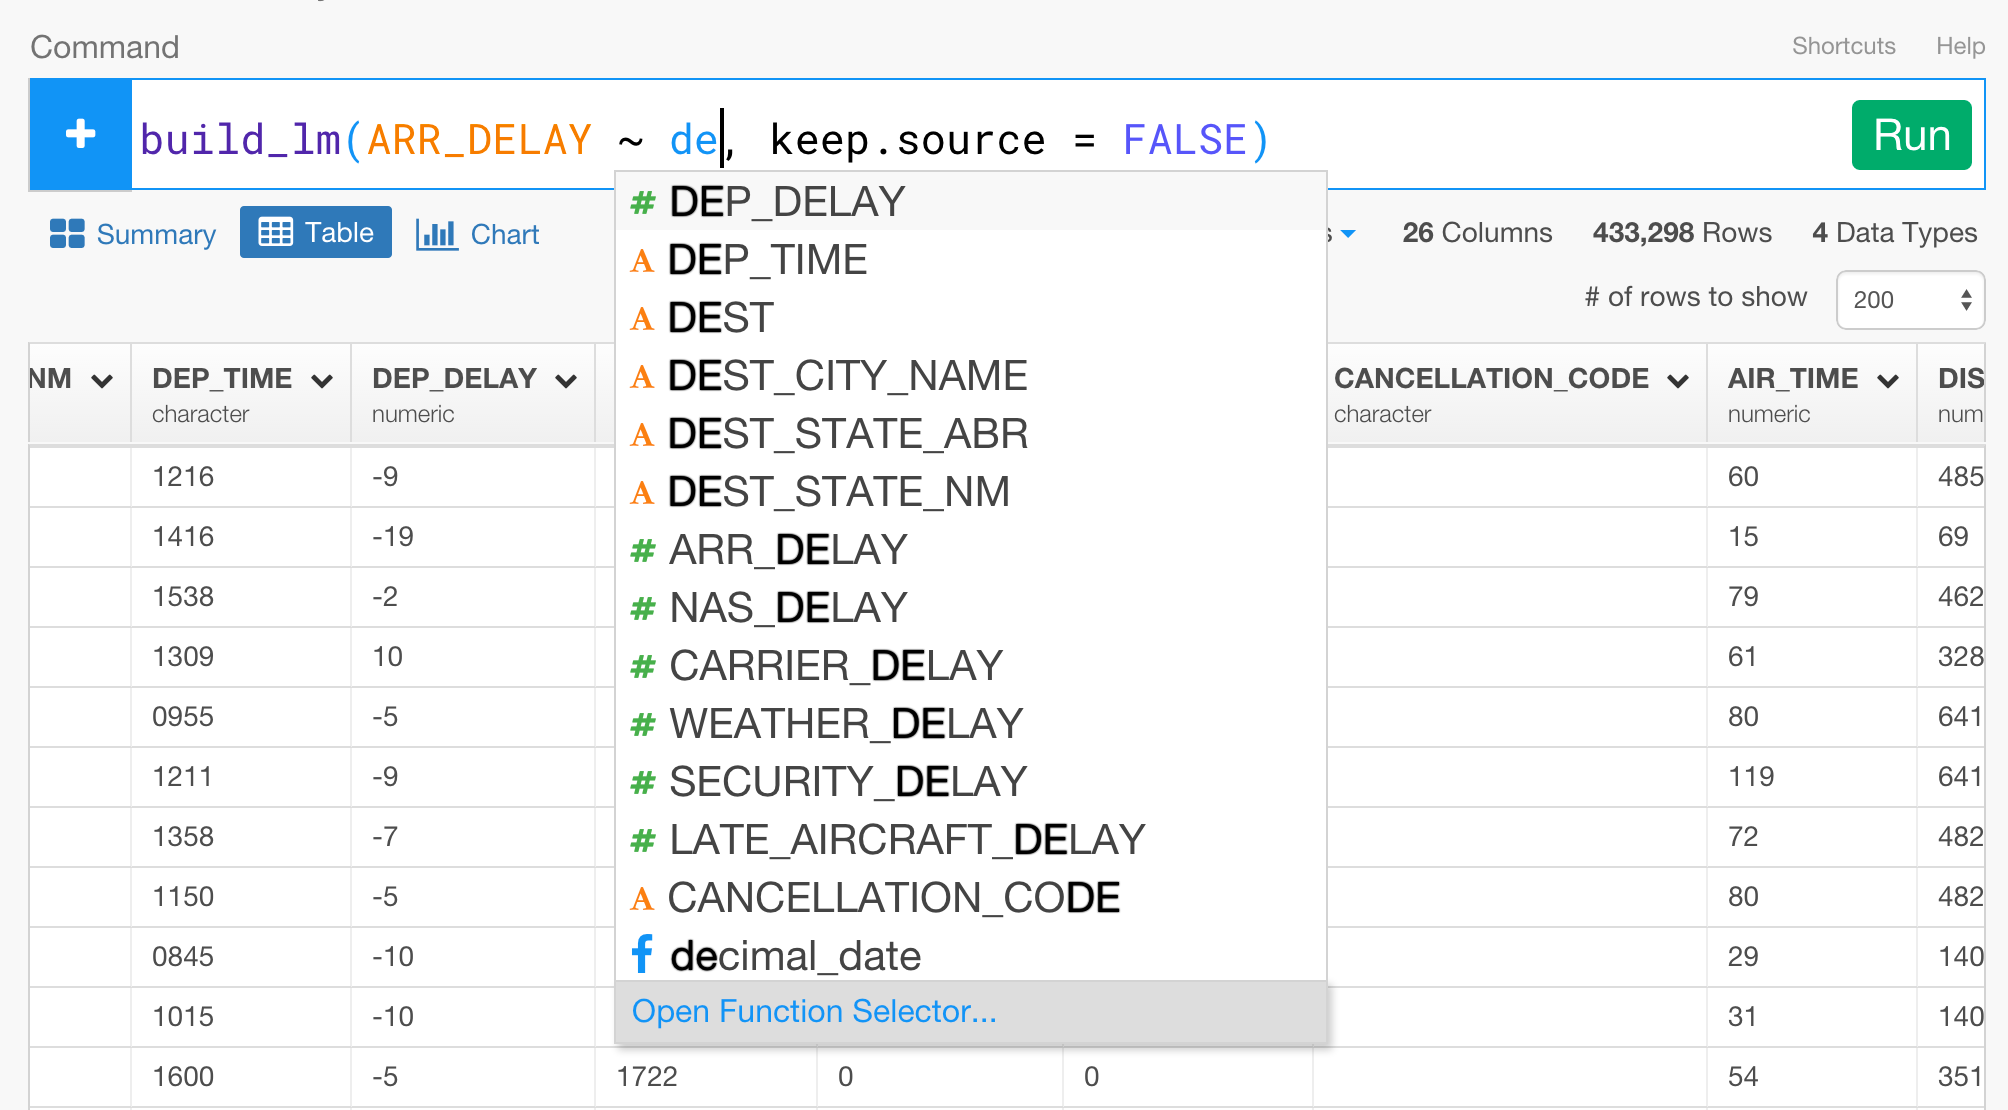 Command
Shortcuts Help
build_lm(ARR_DELAY ~ de, keep.source = FALSE)
Run
Summary Table Chart
26 Columns 433,298 Rows 4 Data Types
# of rows to show 200
DEP_DELAY
DEP_TIME
DEST
DEST_CITY_NAME
DEST_STATE_ABR
DEST_STATE_NM
ARR_DELAY
NAS_DELAY
CARRIER_DELAY
WEATHER_DELAY
SECURITY_DELAY
LATE_AIRCRAFT_DELAY
CANCELLATION_CODE
decimal_date
Open Function Selector...
NM DEP_TIME DEP_DELAY CANCELLATION_CODE AIR_TIME DIS
character numeric character numeric num
1216 -9 60 485
1416 -19 15 69
1538 -2 79 462
1309 10 61 328
0955 -5 80 641
1211 -9 119 641
1358 -7 72 482
1150 -5 80 482
0845 -10 29 140
1015 -10 31 140
1600 -5 1722 0 0 54 351